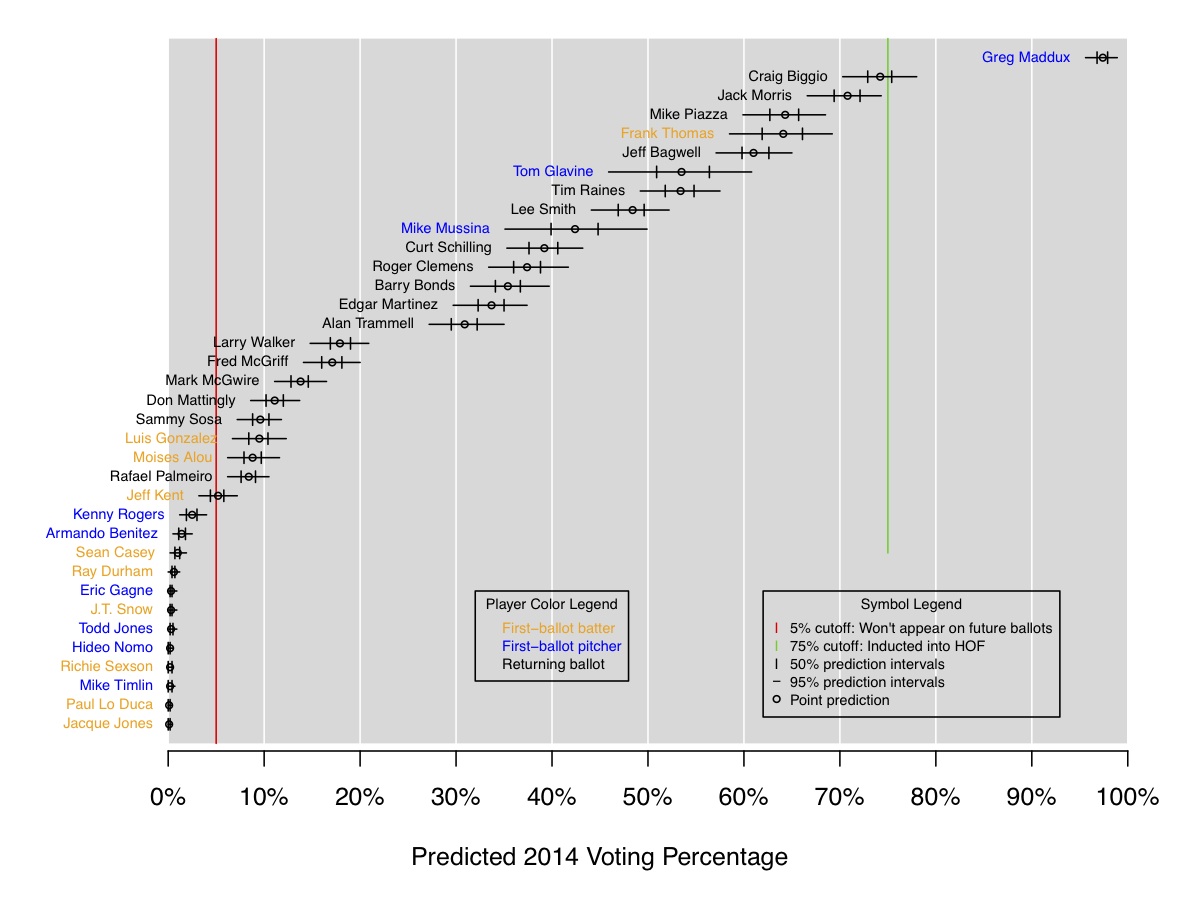 Greg Maddux
Craig Biggio
Jack Morris
Mike Piazza
Frank Thomas
Jeff Bagwell
Tom Glavine
Tim Raines
Lee Smith
Mike Mussina
Curt Schilling
Roger Clemens
Barry Bonds
Edgar Martinez
Alan Trammell
Larry Walker
Fred McGriff
Mark McGwire
Don Mattingly
Sammy Sosa
Luis Gonzalez
Moises Alou
Rafael Palmeiro
Jeff Kent
Kenny Rogers
Armando Benitez
Sean Casey
Ray Durham
Eric Gagne
J.T. Snow
Todd Jones
Hideo Nomo
Richie Sexson
Mike Timlin
Paul Lo Duca
Jacque Jones
Player Color Legend
First−ballot batter
First−ballot pitcher
Returning ballot
Symbol Legend
5% cutoff: Won't appear on future ballots
75% cutoff: Inducted into HOF
50% prediction intervals
95% prediction intervals
Point prediction
0% 10% 20% 30% 40% 50% 60% 70% 80% 90% 100%
Predicted 2014 Voting Percentage